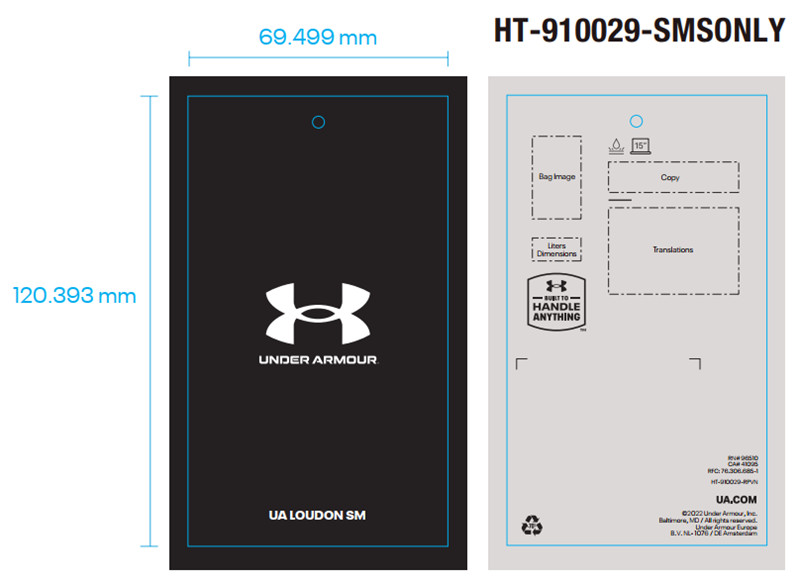 69.499 mm
HT-910029-SMSONLY
120.393 mm
UNDER ARMOUR
UA LOUDON SM
15"
Bag Image
Copy
Liters
Dimensions
Translations
BUILT TO
HANDLE
ANYTHING
TM
RN# 96510
CA# 41095
RFC: 76.306.685-1
HT-910029-RPVN
UA.COM
©2022 Under Armour, Inc.
Baltimore, MD / All rights reserved.
Under Armour Europe
B.V. NL- 1076 / DE Amsterdam